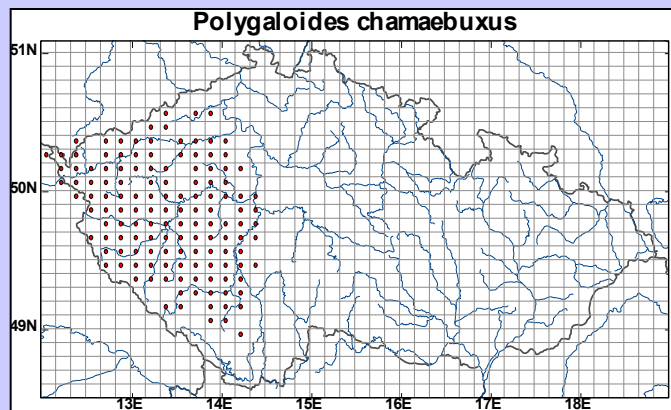 Polygaloides chamaebuxus
51N
50N
49N
13E 14E 15E 16E 17E 18E